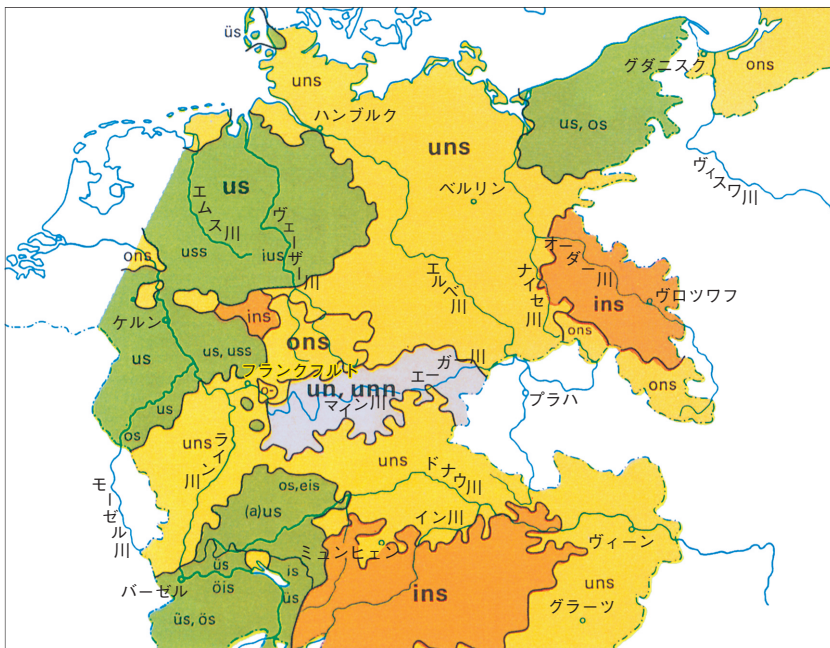 üs
uns
グダニスク
ons
ハンブルク
us, os
uns
ヴィスワ川
us
エムス川
ヴェーザー川
ベルリン
uss
ius
ons
エルベ川
オーダー川
ナイセ川
ins
ヴロツワフ
ケルン
ins
ons
ons
us
us, uss
フランクフルト
o-
un, unn
エーガー川
マイン川
プラハ
ons
us
os
uns
ライン川
uns
ドナウ川
モーゼル川
os,eis
(a)us
イン川
ミュンヒェン
ヴィーン
üs
is
バーゼル
öis
üs
ins
uns
üs, ös
グラーツ